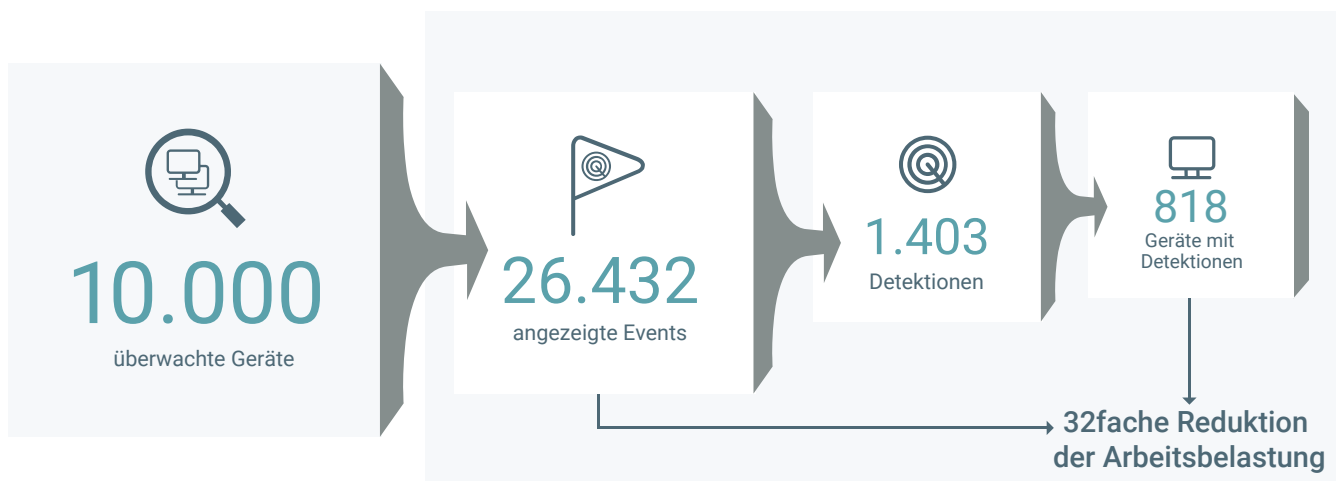 10.000
überwachte Geräte
26.432
angezeigte Events
1.403
Detektionen
818
Geräte mit
Detektionen
32fache Reduktion
der Arbeitsbelastung